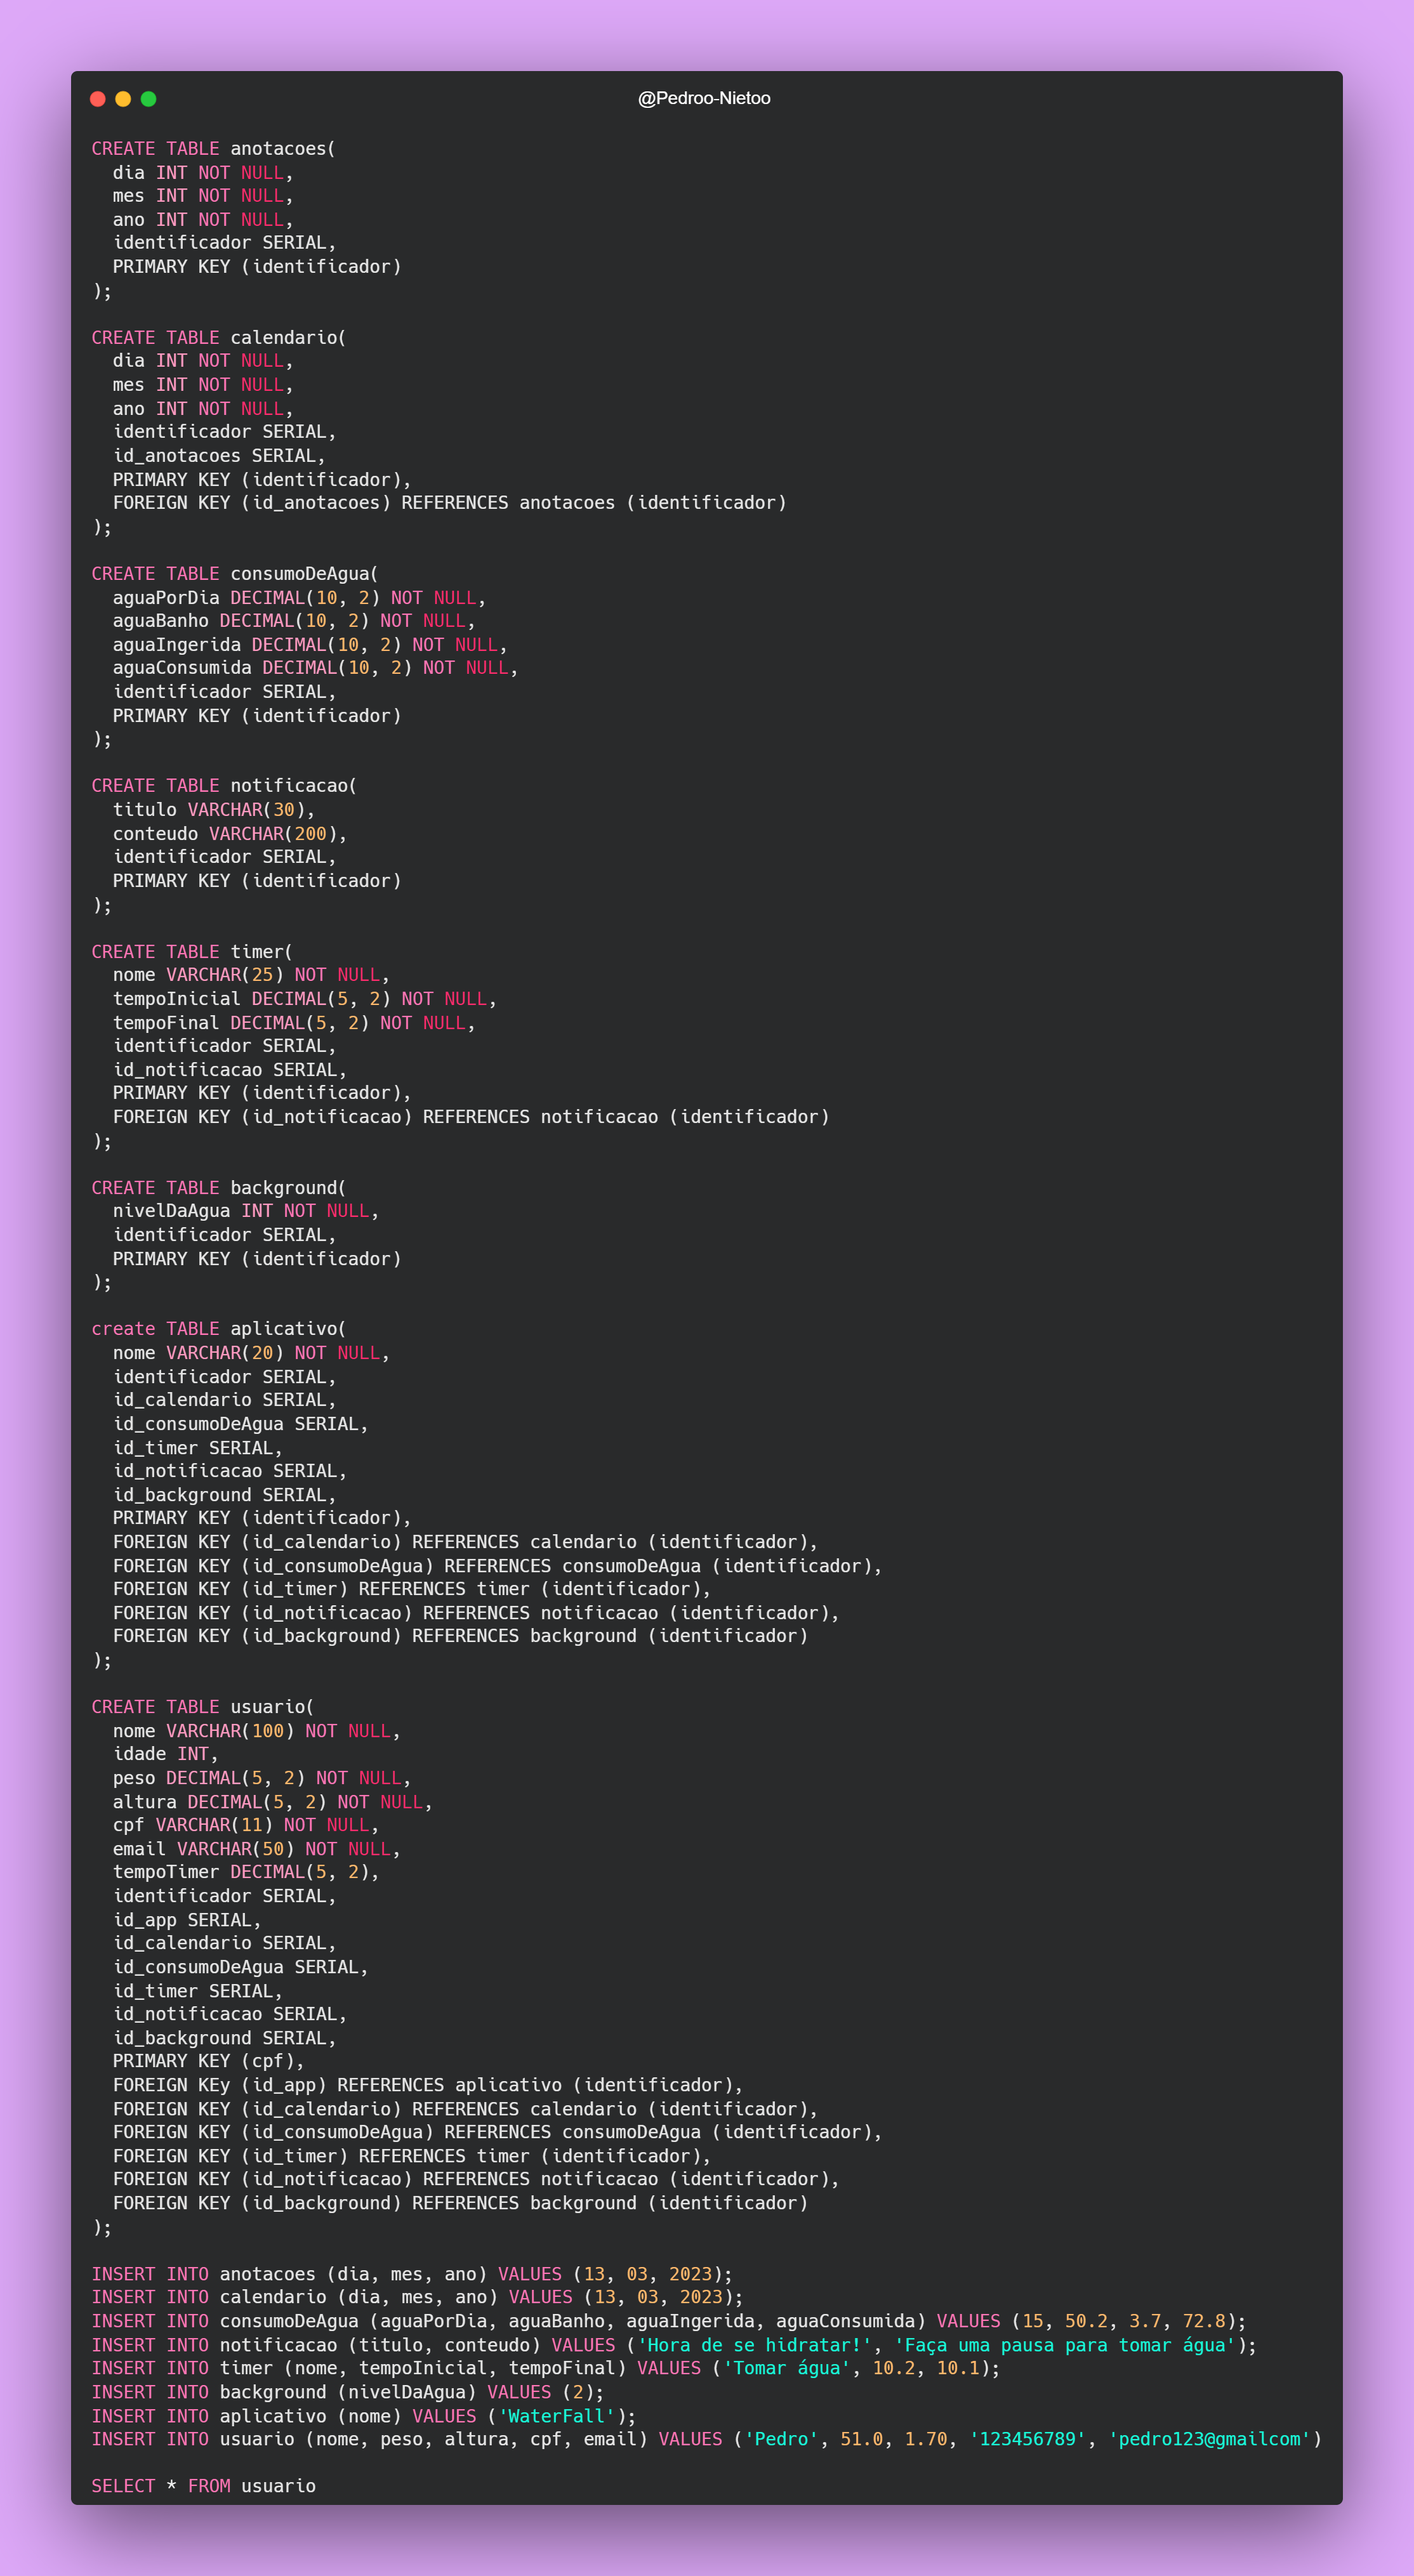 @Pedroo-Nietoo
CREATE TABLE anotacoes(
  dia INT NOT NULL,
  mes INT NOT NULL,
  ano INT NOT NULL,
  identificador SERIAL,
  PRIMARY KEY (identificador)
);

CREATE TABLE calendario(
  dia INT NOT NULL,
  mes INT NOT NULL,
  ano INT NOT NULL,
  identificador SERIAL,
  id_anotacoes SERIAL,
  PRIMARY KEY (identificador),
  FOREIGN KEY (id_anotacoes) REFERENCES anotacoes (identificador)
);

CREATE TABLE consumoDeAgua(
  aguaPorDia DECIMAL(10, 2) NOT NULL,
  aguaBanho DECIMAL(10, 2) NOT NULL,
  aguaIngerida DECIMAL(10, 2) NOT NULL,
  aguaConsumida DECIMAL(10, 2) NOT NULL,
  identificador SERIAL,
  PRIMARY KEY (identificador)
);

CREATE TABLE notificacao(
  titulo VARCHAR(30),
  conteudo VARCHAR(200),
  identificador SERIAL,
  PRIMARY KEY (identificador)
);

CREATE TABLE timer(
  nome VARCHAR(25) NOT NULL,
  tempoInicial DECIMAL(5, 2) NOT NULL,
  tempoFinal DECIMAL(5, 2) NOT NULL,
  identificador SERIAL,
  id_notificacao SERIAL,
  PRIMARY KEY (identificador),
  FOREIGN KEY (id_notificacao) REFERENCES notificacao (identificador)
);

CREATE TABLE background(
  nivelDaAgua INT NOT NULL,
  identificador SERIAL,
  PRIMARY KEY (identificador)
);

create TABLE aplicativo(
  nome VARCHAR(20) NOT NULL,
  identificador SERIAL,
  id_calendario SERIAL,
  id_consumoDeAgua SERIAL,
  id_timer SERIAL,
  id_notificacao SERIAL,
  id_background SERIAL,
  PRIMARY KEY (identificador),
  FOREIGN KEY (id_calendario) REFERENCES calendario (identificador),
  FOREIGN KEY (id_consumoDeAgua) REFERENCES consumoDeAgua (identificador),
  FOREIGN KEY (id_timer) REFERENCES timer (identificador),
  FOREIGN KEY (id_notificacao) REFERENCES notificacao (identificador),
  FOREIGN KEY (id_background) REFERENCES background (identificador)
);

CREATE TABLE usuario(
  nome VARCHAR(100) NOT NULL,
  idade INT,
  peso DECIMAL(5, 2) NOT NULL,
  altura DECIMAL(5, 2) NOT NULL,
  cpf VARCHAR(11) NOT NULL,
  email VARCHAR(50) NOT NULL,
  tempoTimer DECIMAL(5, 2),
  identificador SERIAL,
  id_app SERIAL,
  id_calendario SERIAL,
  id_consumoDeAgua SERIAL,
  id_timer SERIAL,
  id_notificacao SERIAL,
  id_background SERIAL,
  PRIMARY KEY (cpf),
  FOREIGN KEy (id_app) REFERENCES aplicativo (identificador),
  FOREIGN KEY (id_calendario) REFERENCES calendario (identificador),
  FOREIGN KEY (id_consumoDeAgua) REFERENCES consumoDeAgua (identificador),
  FOREIGN KEY (id_timer) REFERENCES timer (identificador),
  FOREIGN KEY (id_notificacao) REFERENCES notificacao (identificador),
  FOREIGN KEY (id_background) REFERENCES background (identificador)
);

INSERT INTO anotacoes (dia, mes, ano) VALUES (13, 03, 2023);
INSERT INTO calendario (dia, mes, ano) VALUES (13, 03, 2023);
INSERT INTO consumoDeAgua (aguaPorDia, aguaBanho, aguaIngerida, aguaConsumida) VALUES (15, 50.2, 3.7, 72.8);
INSERT INTO notificacao (titulo, conteudo) VALUES ('Hora de se hidratar!', 'Faça uma pausa para tomar água');
INSERT INTO timer (nome, tempoInicial, tempoFinal) VALUES ('Tomar água', 10.2, 10.1);
INSERT INTO background (nivelDaAgua) VALUES (2);
INSERT INTO aplicativo (nome) VALUES ('WaterFall');
INSERT INTO usuario (nome, peso, altura, cpf, email) VALUES ('Pedro', 51.0, 1.70, '123456789', 'pedro123@gmailcom')

SELECT * FROM usuario